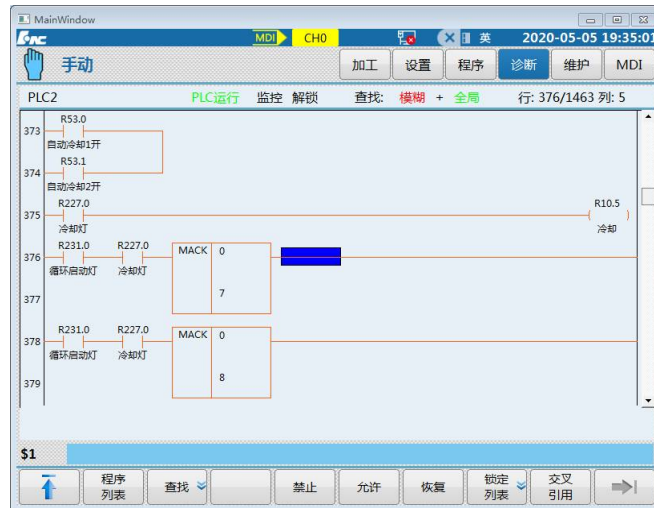 MainWindow
MDI CH0 英 2020-05-05 19:35:01
手动 加工 设置 程序 诊断 维护 MDI
PLC2 PLC运行 监控 解锁 查找: 模糊 + 全局 行: 376/1463 列: 5
R53.0
373
自动冷却1开
R53.1
374
自动冷却2开
R227.0 R10.5
375
冷却灯 冷却
R231.0 R227.0 MACK 0
376
循环启动灯 冷却灯
377 7
R231.0 R227.0 MACK 0
378
循环启动灯 冷却灯
379 8
$1
程序列表 查找 禁止 允许 恢复 锁定列表 交叉引用